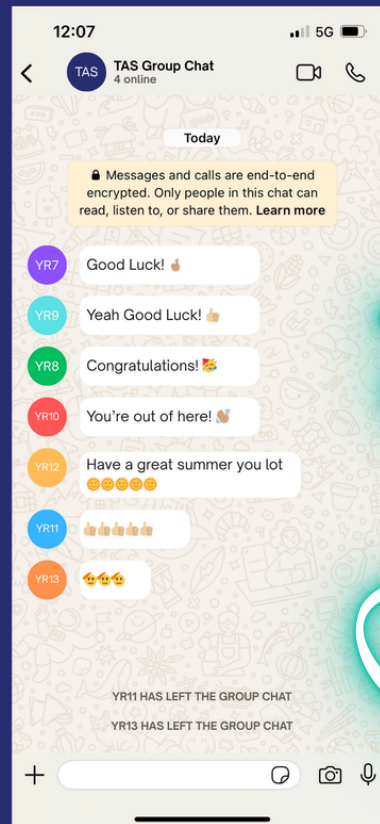 12:07
5G
TAS
TAS Group Chat
4 online
Today
Messages and calls are end-to-end
encrypted. Only people in this chat can
read, listen to, or share them. Learn more
YR7
Good Luck! 🤞🏼
YR9
Yeah Good Luck! 👍🏼
YR8
Congratulations! 🥳
YR10
You're out of here! 👋🏼
YR12
Have a great summer you lot
😊😊😊😊😊
YR11
👍🏼👍🏼👍🏼👍🏼👍🏼
YR13
🫡🫡🫡
YR11 HAS LEFT THE GROUP CHAT
YR13 HAS LEFT THE GROUP CHAT